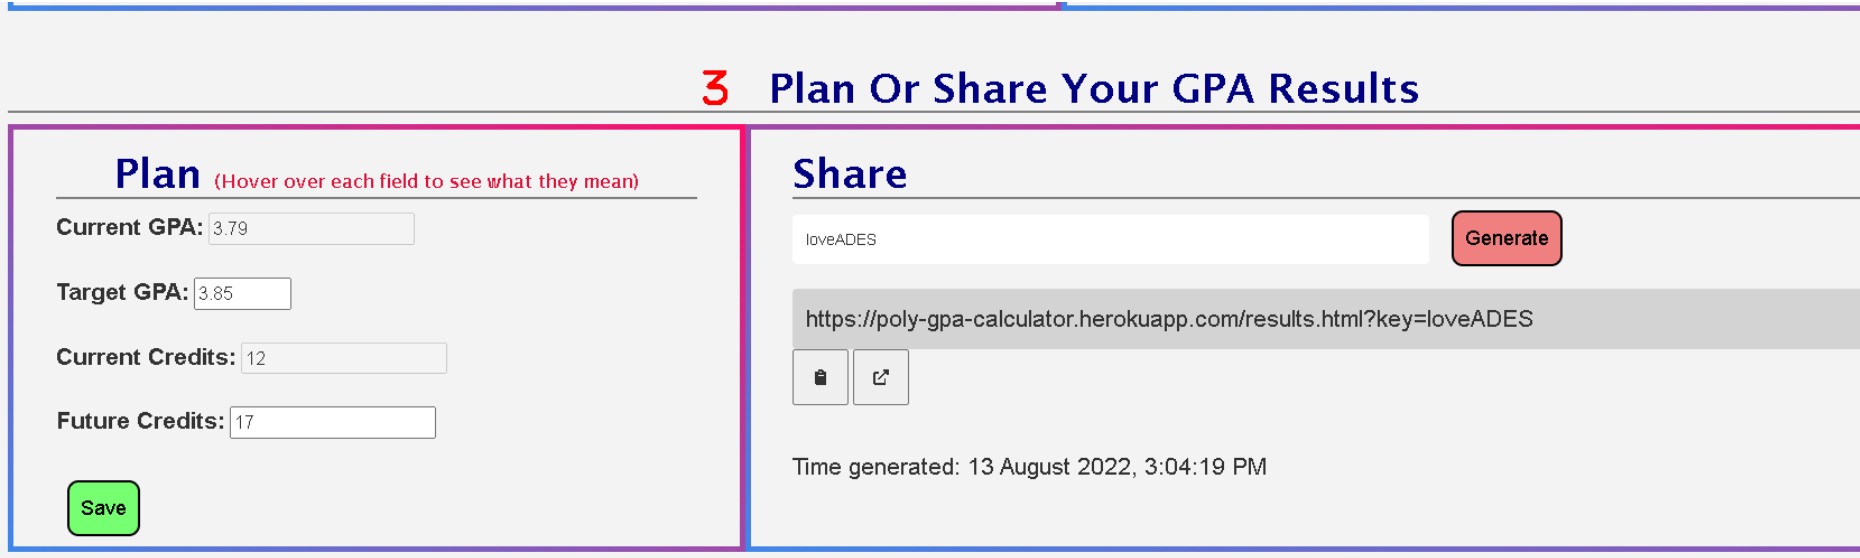 3 Plan Or Share Your GPA Results
Plan (Hover over each field to see what they mean)
Current GPA: 3.79
Target GPA: 3.85
Current Credits: 12
Future Credits: 17
Save
Share
loveADES Generate
https://poly-gpa-calculator.herokuapp.com/results.html?key=loveADES
Time generated: 13 August 2022, 3:04:19 PM